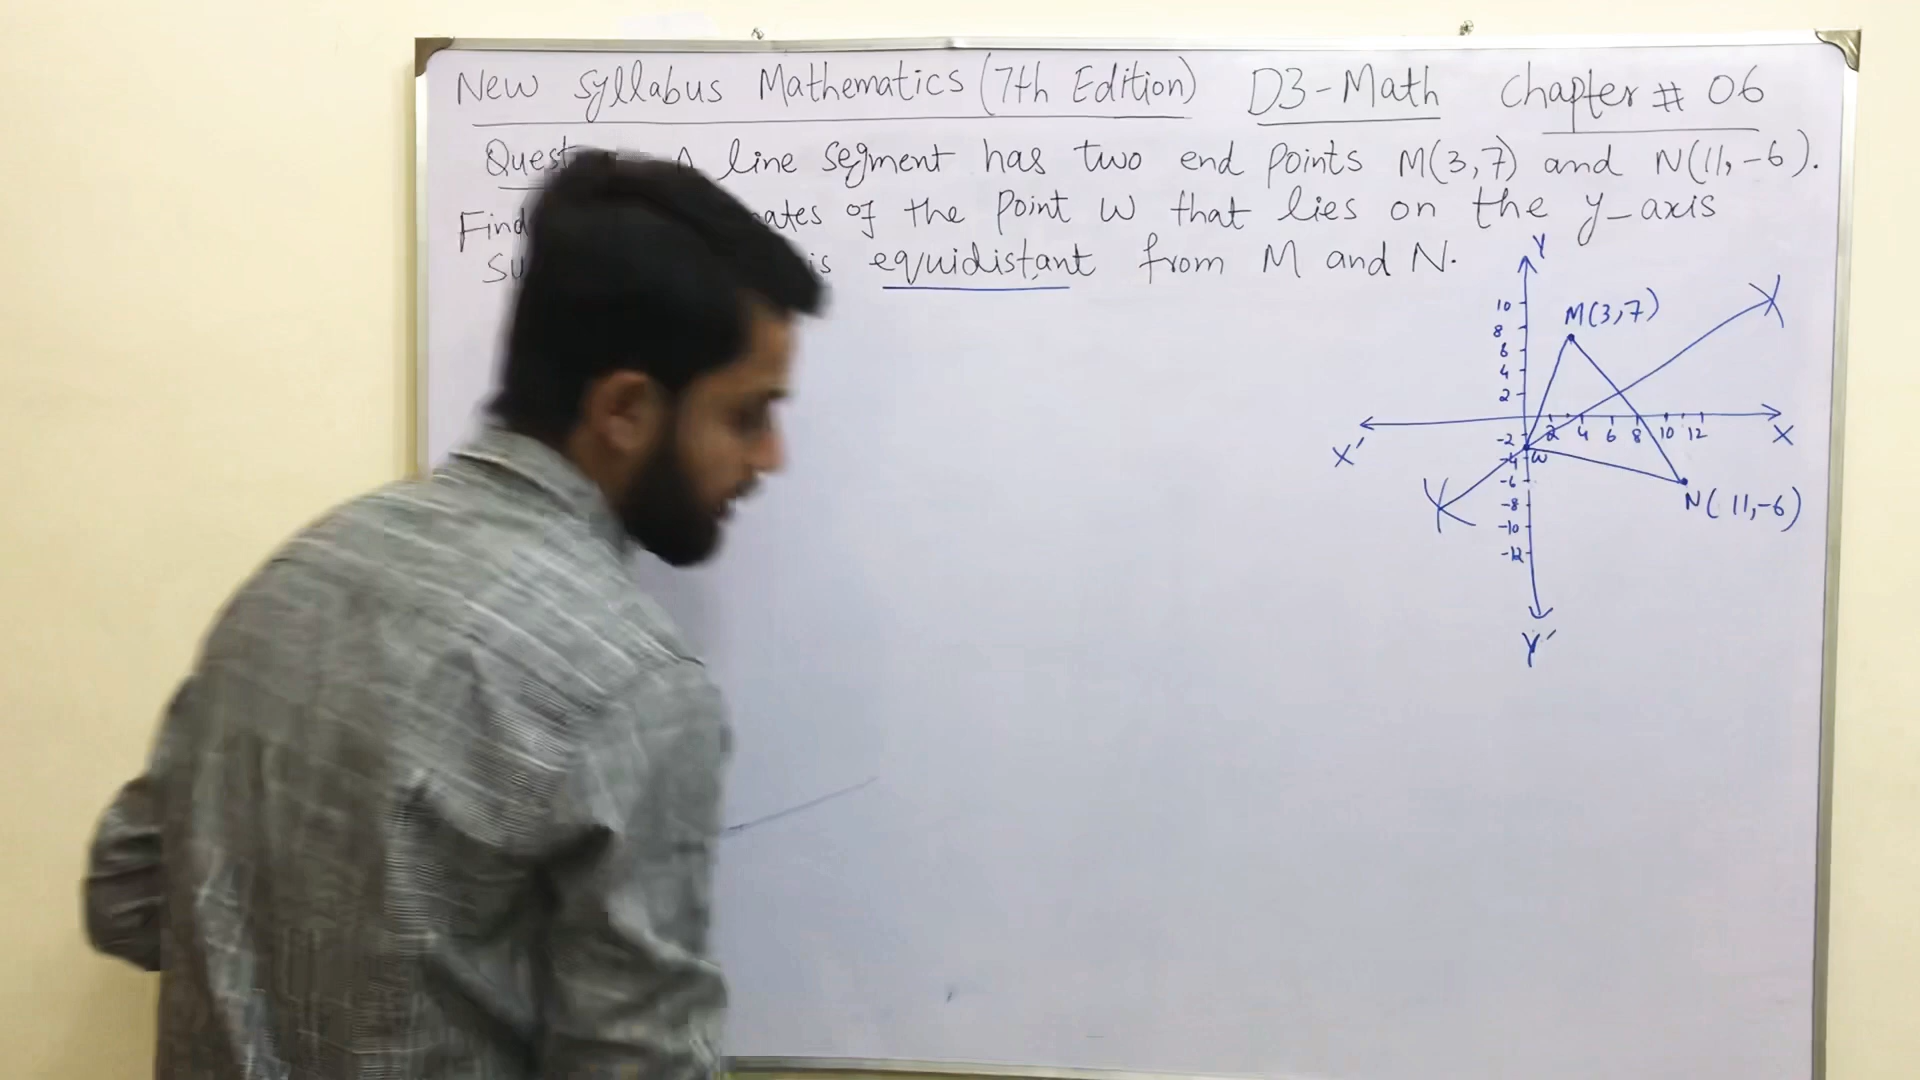 New Syllabus Mathematics (7th Edition) D3-Math Chapter # 06
A line segment has two end points M(3,7) and N(11,-6).
Find of the point W that lies on the y-axis
is equidistant from M and N.
Y
10
8
6
4
2
M(3,7)
X' 2 4 6 8 10 12 X
-2
-4 W
-6
-8
-10
-12
N(11,-6)
Y'